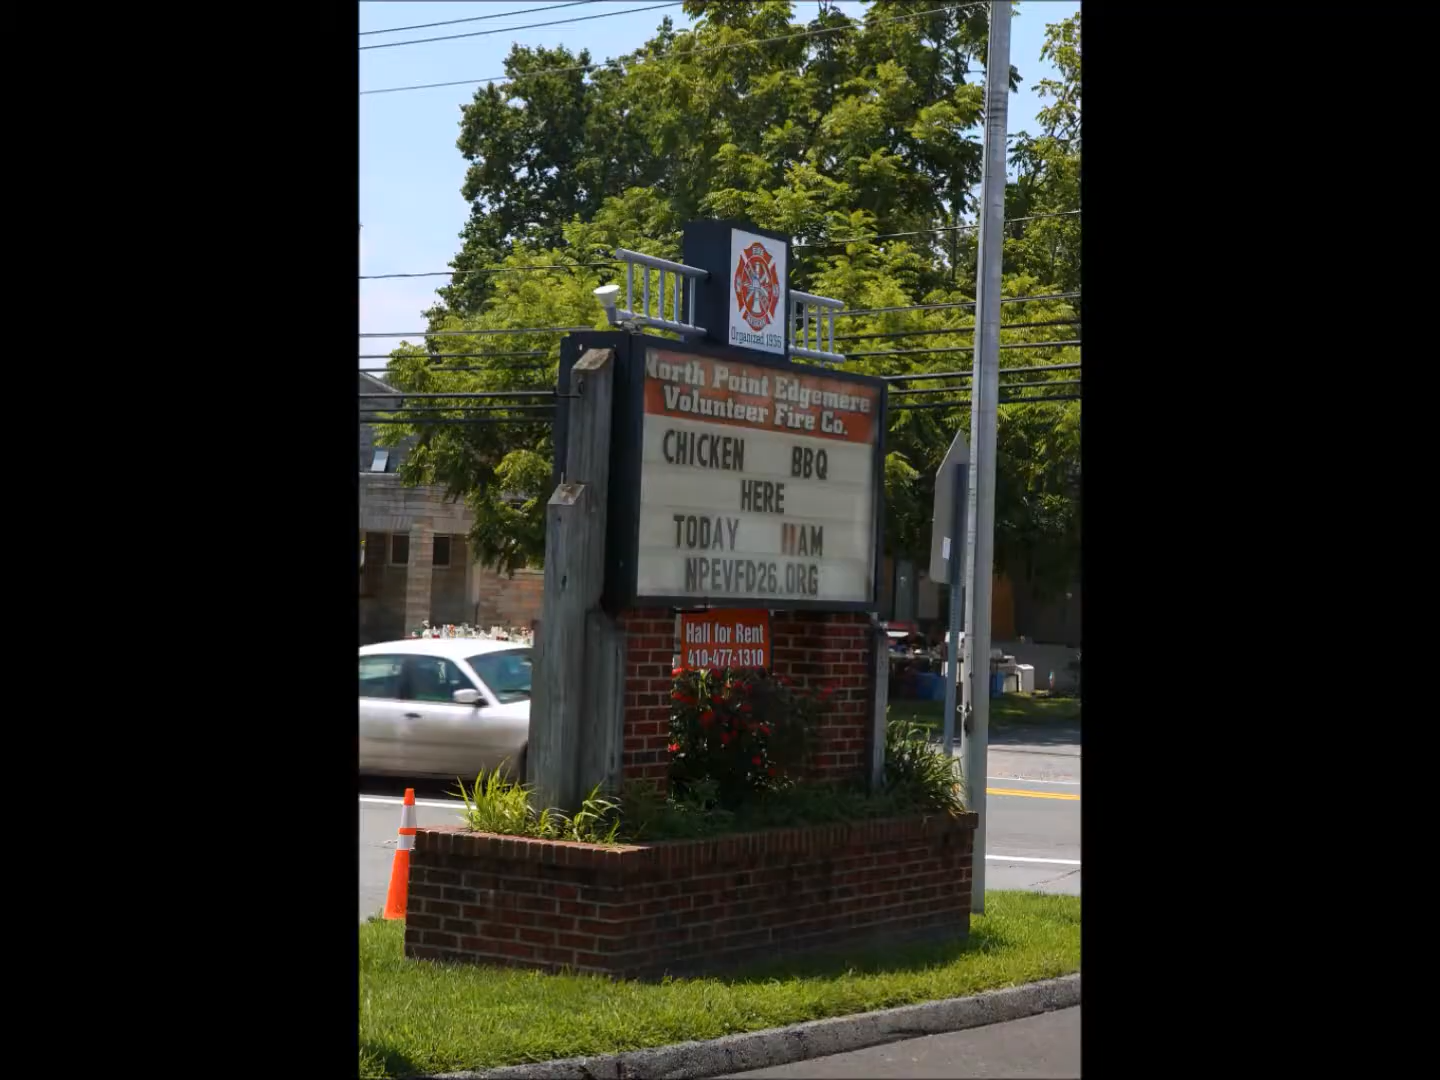 Organized 1936
North Point Edgemere
Volunteer Fire Co.
CHICKEN BBQ
HERE
TODAY 11AM
NPEVFD26.ORG
Hall for Rent
410-477-1310